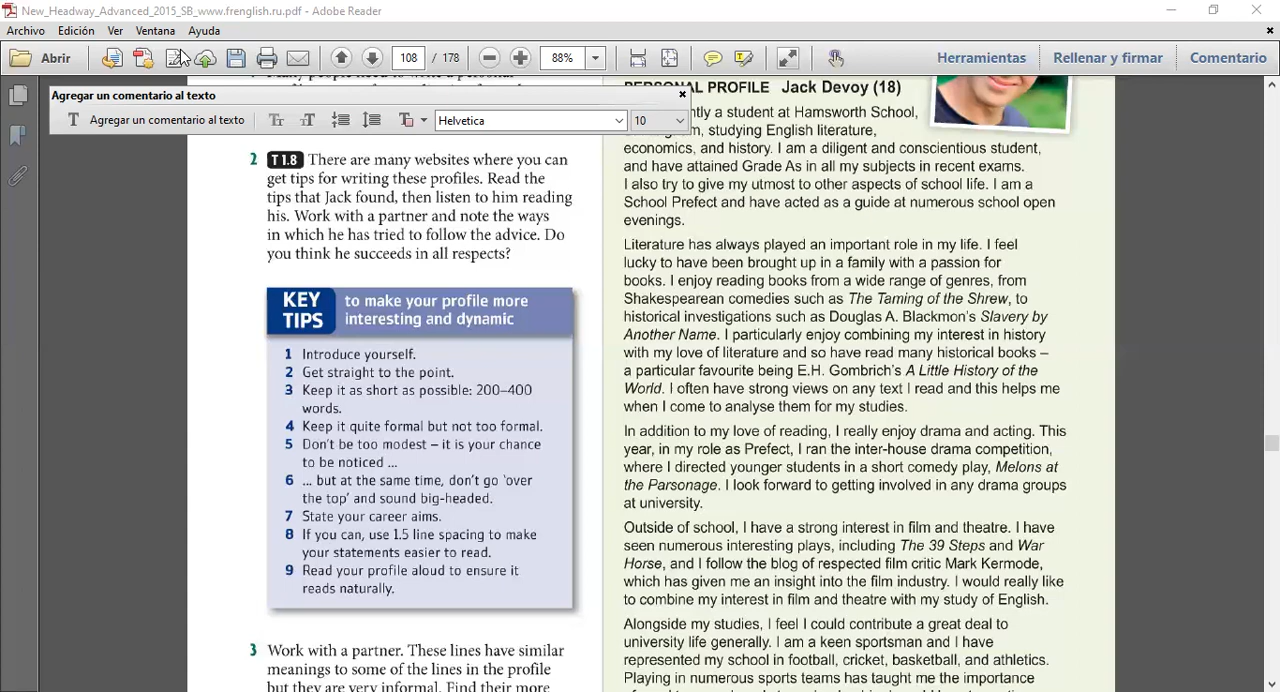 New_Headway_Advanced_2015_SB_www.frenglish.ru.pdf - Adobe Reader
Archivo Edición Ver Ventana Ayuda
Abrir 108 / 178 88% Herramientas Rellenar y firmar Comentario
Agregar un comentario al texto
T Agregar un comentario al texto Helvetica 10
2 T 1.8 There are many websites where you can
get tips for writing these profiles. Read the
tips that Jack found, then listen to him reading
his. Work with a partner and note the ways
in which he has tried to follow the advice. Do
you think he succeeds in all respects?
KEY TIPS to make your profile more
interesting and dynamic
1 Introduce yourself.
2 Get straight to the point.
3 Keep it as short as possible: 200–400
words.
4 Keep it quite formal but not too formal.
5 Don't be too modest – it is your chance
to be noticed ...
6 ... but at the same time, don't go 'over
the top' and sound big-headed.
7 State your career aims.
8 If you can, use 1.5 line spacing to make
your statements easier to read.
9 Read your profile aloud to ensure it
reads naturally.
3 Work with a partner. These lines have similar
meanings to some of the lines in the profile
but they are very informal. Find their more
PROFILE Jack Devoy (18)
a student at Hamsworth School,
studying English literature,
economics, and history. I am a diligent and conscientious student,
and have attained Grade As in all my subjects in recent exams.
I also try to give my utmost to other aspects of school life. I am a
School Prefect and have acted as a guide at numerous school open
evenings.
Literature has always played an important role in my life. I feel
lucky to have been brought up in a family with a passion for
books. I enjoy reading books from a wide range of genres, from
Shakespearean comedies such as The Taming of the Shrew, to
historical investigations such as Douglas A. Blackmon's Slavery by
Another Name. I particularly enjoy combining my interest in history
with my love of literature and so have read many historical books –
a particular favourite being E.H. Gombrich's A Little History of the
World. I often have strong views on any text I read and this helps me
when I come to analyse them for my studies.
In addition to my love of reading, I really enjoy drama and acting. This
year, in my role as Prefect, I ran the inter-house drama competition,
where I directed younger students in a short comedy play, Melons at
the Parsonage. I look forward to getting involved in any drama groups
at university.
Outside of school, I have a strong interest in film and theatre. I have
seen numerous interesting plays, including The 39 Steps and War
Horse, and I follow the blog of respected film critic Mark Kermode,
which has given me an insight into the film industry. I would really like
to combine my interest in film and theatre with my study of English.
Alongside my studies, I feel I could contribute a great deal to
university life generally. I am a keen sportsman and I have
represented my school in football, cricket, basketball, and athletics.
Playing in numerous sports teams has taught me the importance